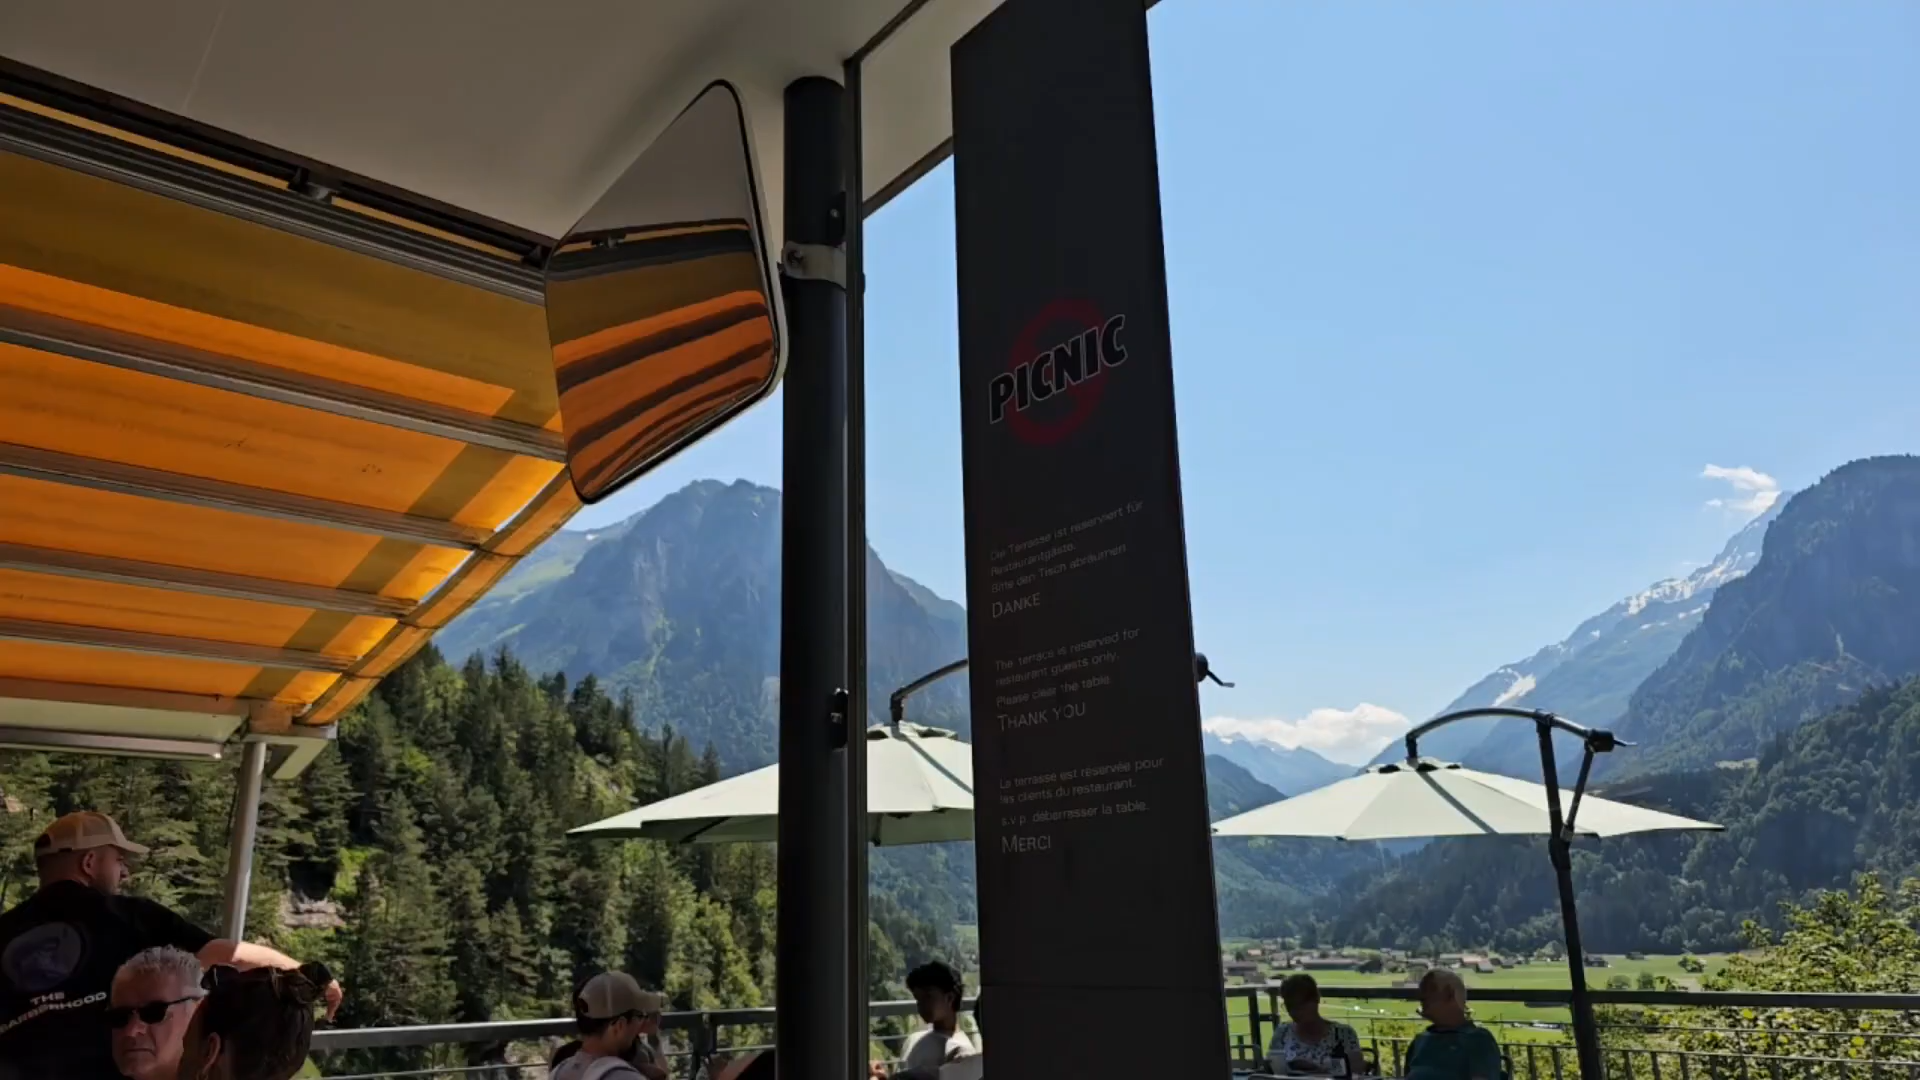 PICNIC
Die Terrasse ist reserviert für
Restaurantgäste.
Bitte den Tisch abräumen
DANKE
The terrace is reserved for
restaurant guests only.
Please clear the table.
THANK YOU
La terrasse est réservée pour
les clients du restaurant.
s.v.p. débarrasser la table.
MERCI
THE
BARBERHOOD